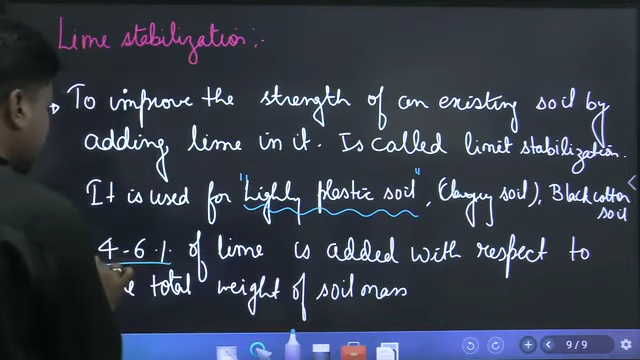 Lime stabilization:-
To improve the strength of an existing soil by
adding lime in it. Is called limit stabilization.
It is used for "highly plastic soil", (Clayey soil), Black cotton
soil
4-6% of lime is added with respect to
total weight of soil mass
9/9